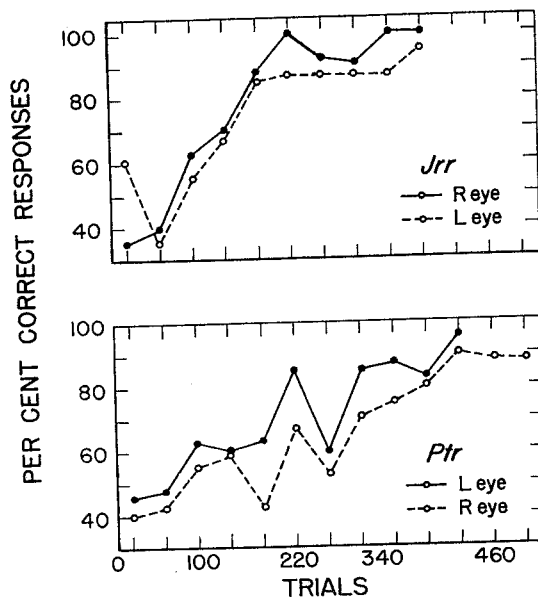 PER CENT CORRECT RESPONSES
100
80
60
40
Jrr
R eye
L eye
100
80
60
40
Ptr
L eye
R eye
0 100 220 340 460
TRIALS